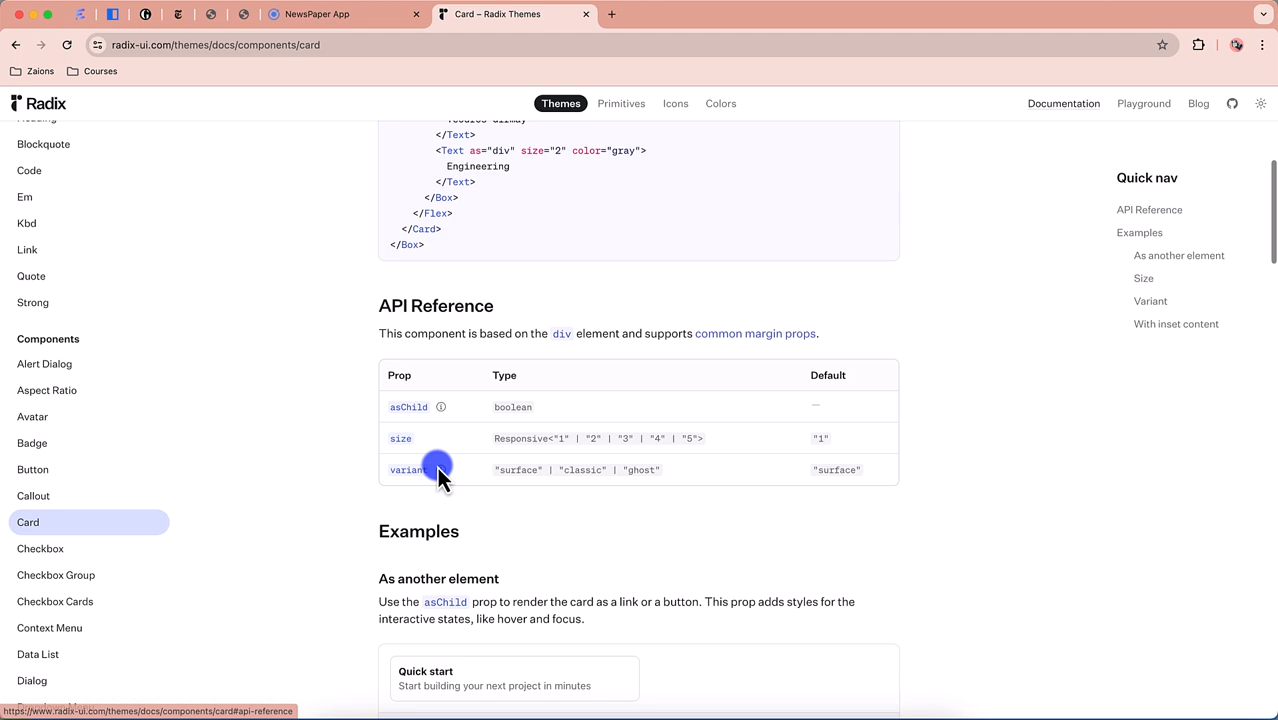 NewsPaper App
Card – Radix Themes
radix-ui.com/themes/docs/components/card
Zaions
Courses
Radix
Themes
Primitives
Icons
Colors
Documentation
Playground
Blog
Blockquote
Code
Em
Kbd
Link
Quote
Strong
Components
Alert Dialog
Aspect Ratio
Avatar
Badge
Button
Callout
Card
Checkbox
Checkbox Group
Checkbox Cards
Context Menu
Data List
Dialog
https://www.radix-ui.com/themes/docs/components/card#api-reference
</Text>
<Text as="div" size="2" color="gray">
Engineering
</Text>
</Box>
</Flex>
</Card>
</Box>
API Reference
This component is based on the div element and supports common margin props.
Prop Type Default
asChild boolean —
size Responsive<"1" | "2" | "3" | "4" | "5"> "1"
variant "surface" | "classic" | "ghost" "surface"
Examples
As another element
Use the asChild prop to render the card as a link or a button. This prop adds styles for the
interactive states, like hover and focus.
Quick start
Start building your next project in minutes
Quick nav
API Reference
Examples
As another element
Size
Variant
With inset content